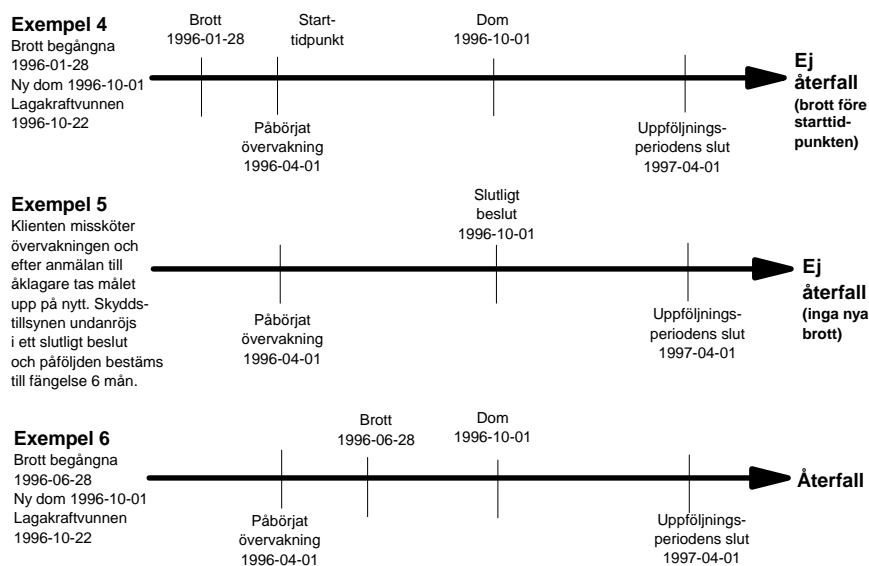 Exempel 4
Brott begångna
1996-01-28
Ny dom 1996-10-01
Lagakraftvunnen
1996-10-22
Brott
1996-01-28
Start-
tidpunkt
Dom
1996-10-01
Påbörjat
övervakning
1996-04-01
Uppföljnings-
periodens slut
1997-04-01
Ej
återfall
(brott före
starttid-
punkten)
Exempel 5
Klienten missköter
övervakningen och
efter anmälan till
åklagare tas målet
upp på nytt. Skydds-
tillsynen undanröjs
i ett slutligt beslut
och påföljden bestäms
till fängelse 6 mån.
Slutligt
beslut
1996-10-01
Påbörjat
övervakning
1996-04-01
Uppföljnings-
periodens slut
1997-04-01
Ej
återfall
(inga nya
brott)
Exempel 6
Brott begångna
1996-06-28
Ny dom 1996-10-01
Lagakraftvunnen
1996-10-22
Brott
1996-06-28
Dom
1996-10-01
Påbörjat
övervakning
1996-04-01
Uppföljnings-
periodens slut
1997-04-01
Återfall